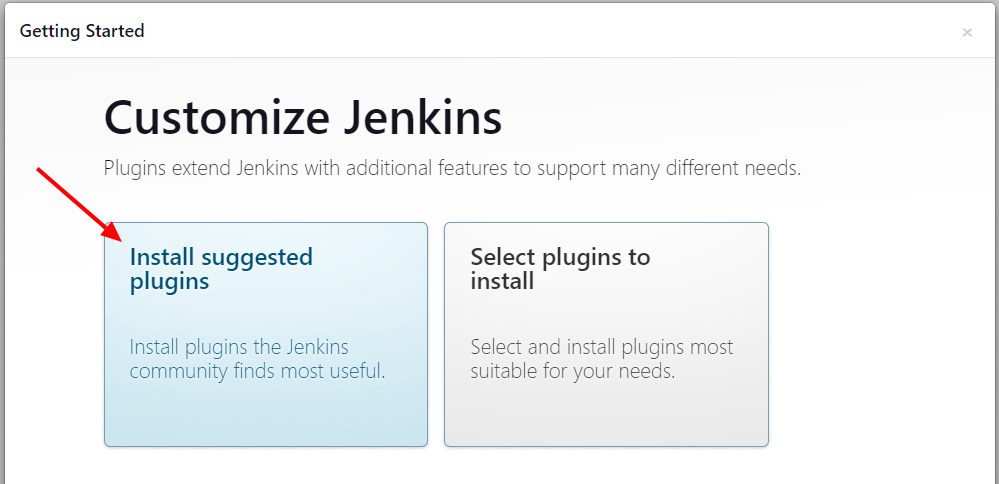 Getting Started
×
Customize Jenkins
Plugins extend Jenkins with additional features to support many different needs.
Install suggested
plugins
Install plugins the Jenkins
community finds most useful.
Select plugins to
install
Select and install plugins most
suitable for your needs.